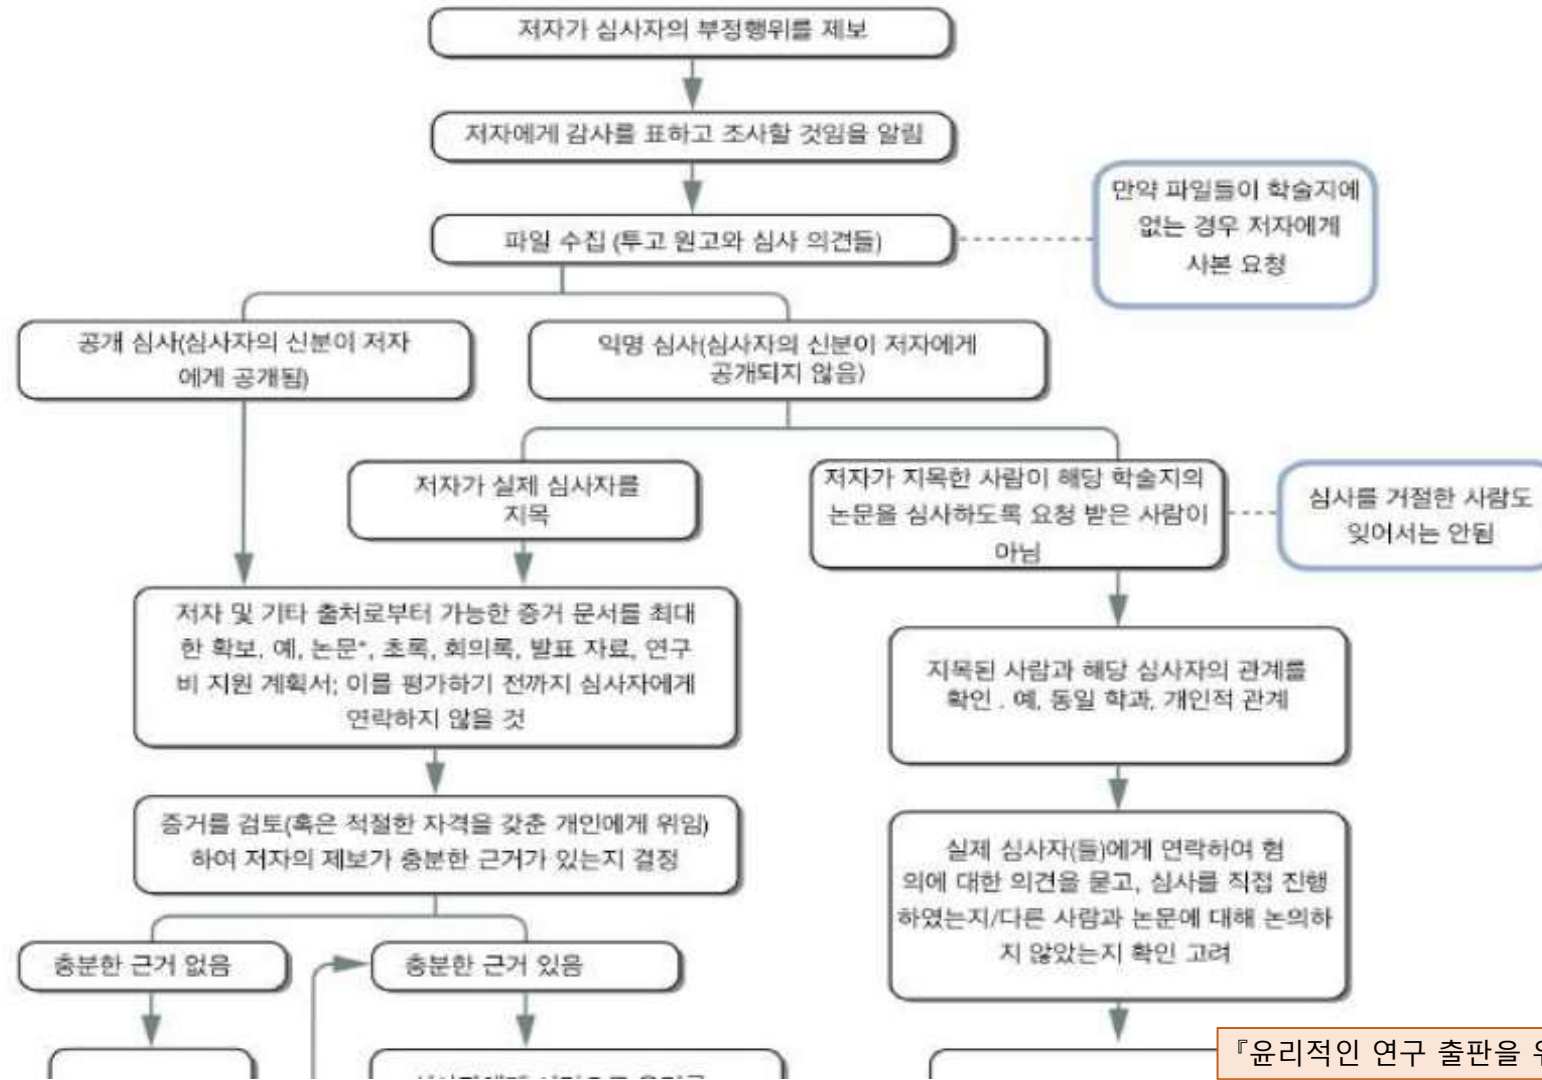 저자가 심사자의 부정행위를 제보
저자에게 감사를 표하고 조사할 것임을 알림
파일 수집 (투고 원고와 심사 의견들)
만약 파일들이 학술지에
없는 경우 저자에게
사본 요청
공개 심사(심사자의 신분이 저자
에게 공개됨)
익명 심사(심사자의 신분이 저자에게
공개되지 않음)
저자가 실제 심사자를
지목
저자가 지목한 사람이 해당 학술지의
논문을 심사하도록 요청 받은 사람이
아님
심사를 거절한 사람도
잊어서는 안됨
저자 및 기타 출처로부터 가능한 증거 문서를 최대
한 확보. 예, 논문*, 초록, 회의록, 발표 자료, 연구
비 지원 계획서; 이를 평가하기 전까지 심사자에게
연락하지 않을 것
지목된 사람과 해당 심사자의 관계를
확인 . 예, 동일 학과, 개인적 관계
증거를 검토(혹은 적절한 자격을 갖춘 개인에게 위임)
하여 저자의 제보가 충분한 근거가 있는지 결정
실제 심사자(들)에게 연락하여 혐
의에 대한 의견을 묻고, 심사를 직접 진행
하였는지/다른 사람과 논문에 대해 논의하
지 않았는지 확인 고려
충분한 근거 없음
충분한 근거 있음
『윤리적인 연구 출판을